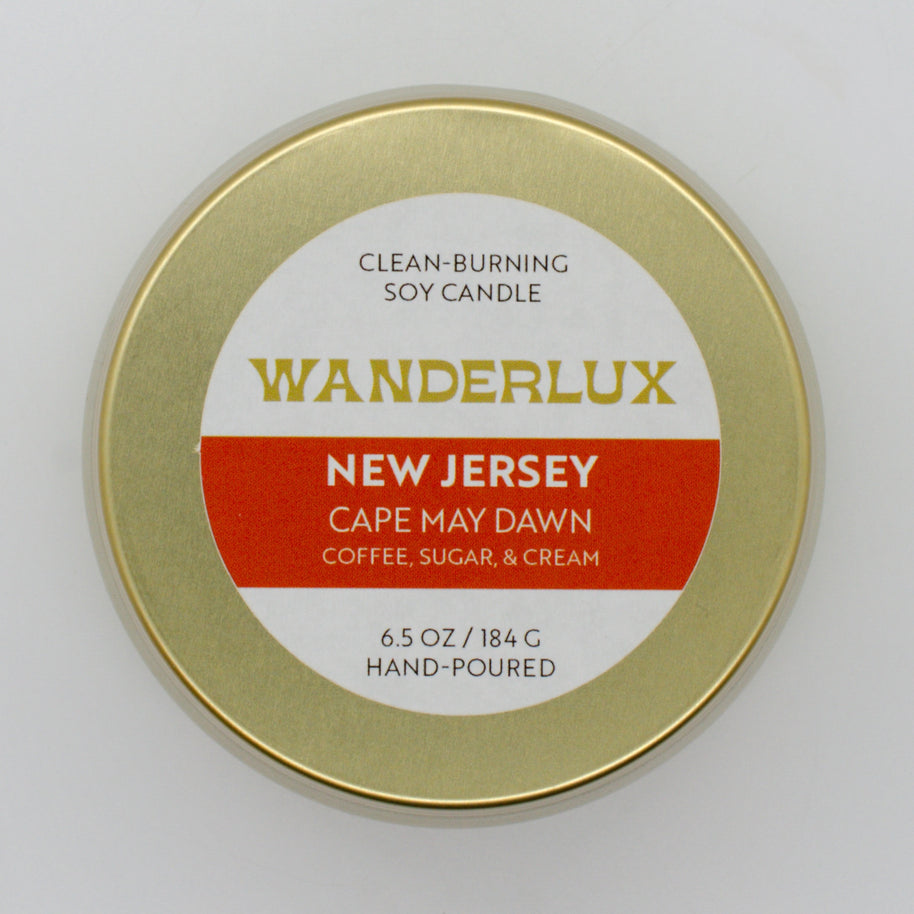 CLEAN-BURNING
SOY CANDLE
WANDERLUX
NEW JERSEY
CAPE MAY DAWN
COFFEE, SUGAR, & CREAM
6.5 OZ / 184 G
HAND-POURED